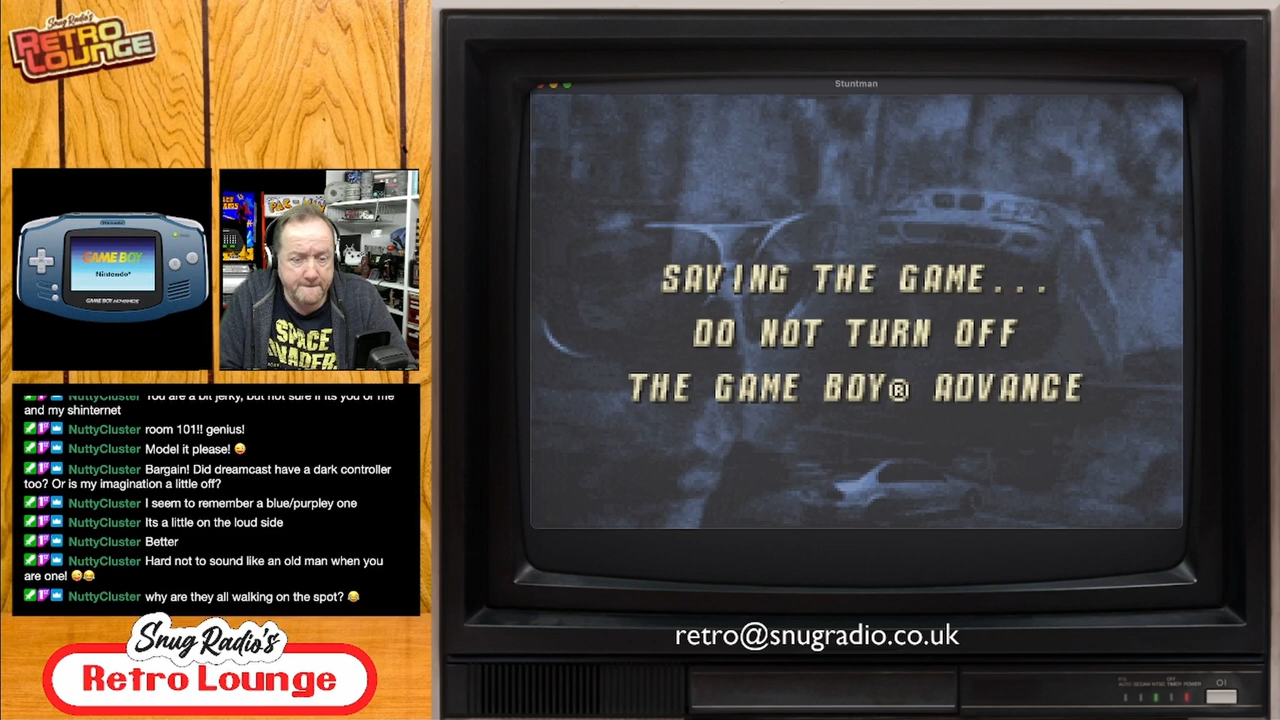 Snug Radio's
RETRO
LOUNGE
GAME BOY
Nintendo
GAME BOY ADVANCE
PAC-MAN
SPACE
INVADER
NuttyCluster You are a bit jerky, but not sure if its you or me
and my shinternet
NuttyCluster room 101!! genius!
NuttyCluster Model it please! 😜
NuttyCluster Bargain! Did dreamcast have a dark controller
too? Or is my imagination a little off?
NuttyCluster I seem to remember a blue/purpley one
NuttyCluster Its a little on the loud side
NuttyCluster Better
NuttyCluster Hard not to sound like an old man when you
are one! 😜😂
NuttyCluster why are they all walking on the spot? 😂
Snug Radio's
Retro Lounge
Stuntman
SAVING THE GAME...
DO NOT TURN OFF
THE GAME BOY® ADVANCE
retro@snugradio.co.uk